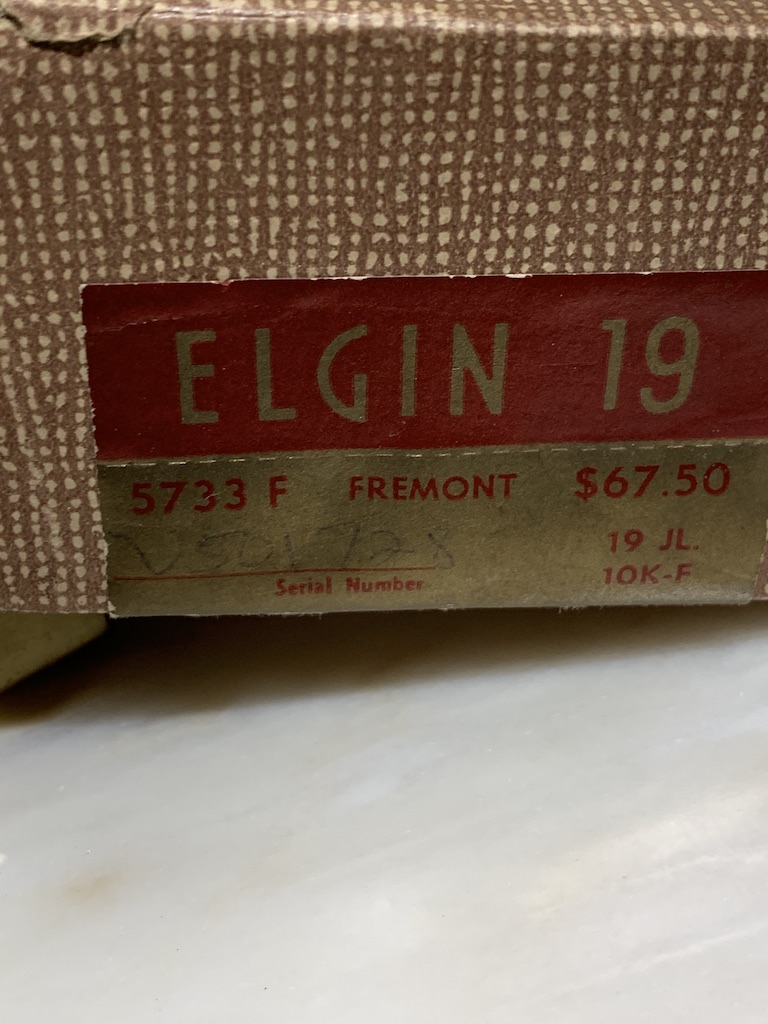 ELGIN 19
5733 F FREMONT $67.50
19 JL.
Serial Number 10K-F